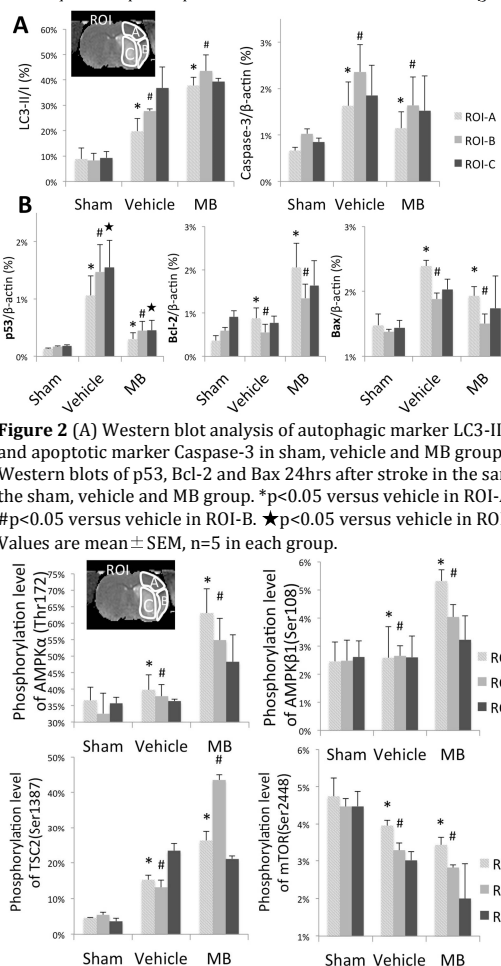 A
ROI
A
B
C
LC3-II/I (%)
60%
50%
40%
30%
20%
10%
0%
*
#
*
#
Sham
Vehicle
MB
Caspase-3/β-actin (%)
3%
2%
1%
0%
*
#
*
#
ROI-A
ROI-B
ROI-C
Sham
Vehicle
MB
B
p53/β-actin (%)
2%
1%
0%
*
#
★
*
#
★
Sham
Vehicle
MB
Bcl-2/β-actin (%)
3%
2%
2%
1%
1%
0%
*
#
*
#
Sham
Vehicle
MB
Bax/β-actin (%)
3%
2%
2%
1%
*
#
*
#
Sham
Vehicle
MB
Figure 2 (A) Western blot analysis of autophagic marker LC3-II
and apoptotic marker Caspase-3 in sham, vehicle and MB group
Western blots of p53, Bcl-2 and Bax 24hrs after stroke in the sam
the sham, vehicle and MB group. *p<0.05 versus vehicle in ROI-A
#p<0.05 versus vehicle in ROI-B. ★p<0.05 versus vehicle in RO
Values are mean±SEM, n=5 in each group.
ROI
A
B
C
Phosphorylation level
of AMPKα (Thr172)
75%
70%
65%
60%
55%
50%
45%
40%
35%
30%
*
#
*
#
Sham
Vehicle
MB
Phosphorylation level
of AMPKβ1(Ser108)
6%
5%
4%
3%
2%
1%
0%
*
#
*
#
RO
RO
RO
Sham
Vehicle
MB
Phosphorylation level
of TSC2(Ser1387)
50%
40%
30%
20%
10%
0%
*
#
*
#
Sham
Vehicle
MB
Phosphorylation level
of mTOR(Ser2448)
6%
5%
4%
3%
2%
1%
*
#
*
#
R
R
R
Sham
Vehicle
MB